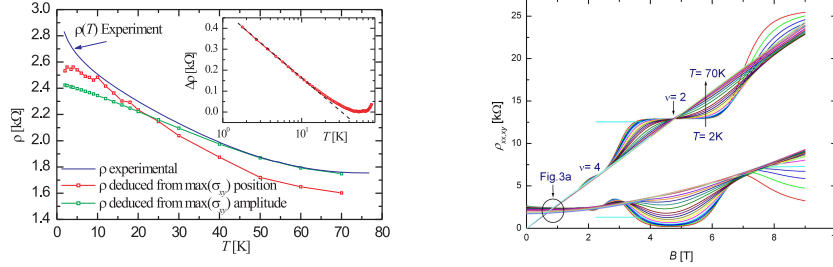 3.0
2.8
2.6
2.4
2.2
2.0
1.8
1.6
1.4
ρ [kΩ]
0 10 20 30 40 50 60 70 80
T [K]
ρ(T) Experiment
ρ experimental
ρ deduced from max(σxy) position
ρ deduced from max(σxy) amplitude
0.4
0.3
0.2
0.1
0.0
Δρ [kΩ]
10⁰ 10¹
T [K]
25
20
15
10
5
0
ρxx,xy [kΩ]
0 2 4 6 8 10
B [T]
T= 70K
ν= 2
T= 2K
ν= 4
Fig.3a